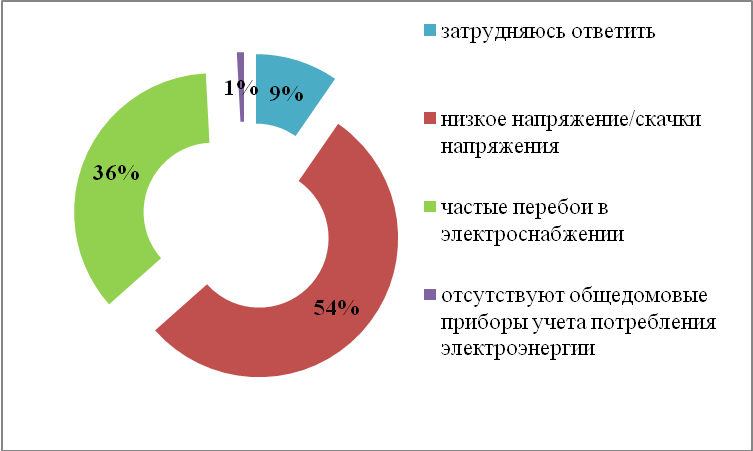 затрудняюсь ответить
низкое напряжение/скачки
напряжения
частые перебои в
электроснабжении
отсутствуют общедомовые
приборы учета потребления
электроэнергии
1%
9%
36%
54%